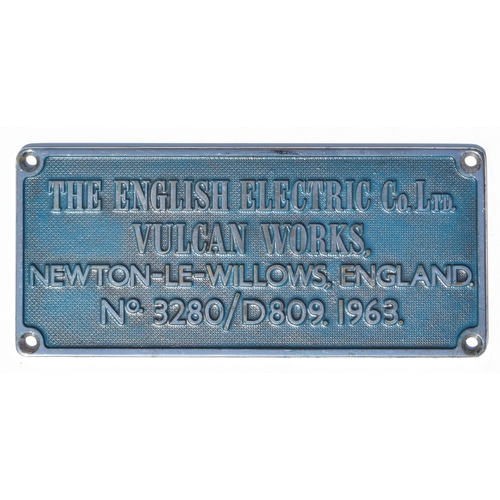 THE ENGLISH ELECTRIC Co. LTD.
VULCAN WORKS,
NEWTON-LE-WILLOWS, ENGLAND.
No. 3280/D809. 1963.